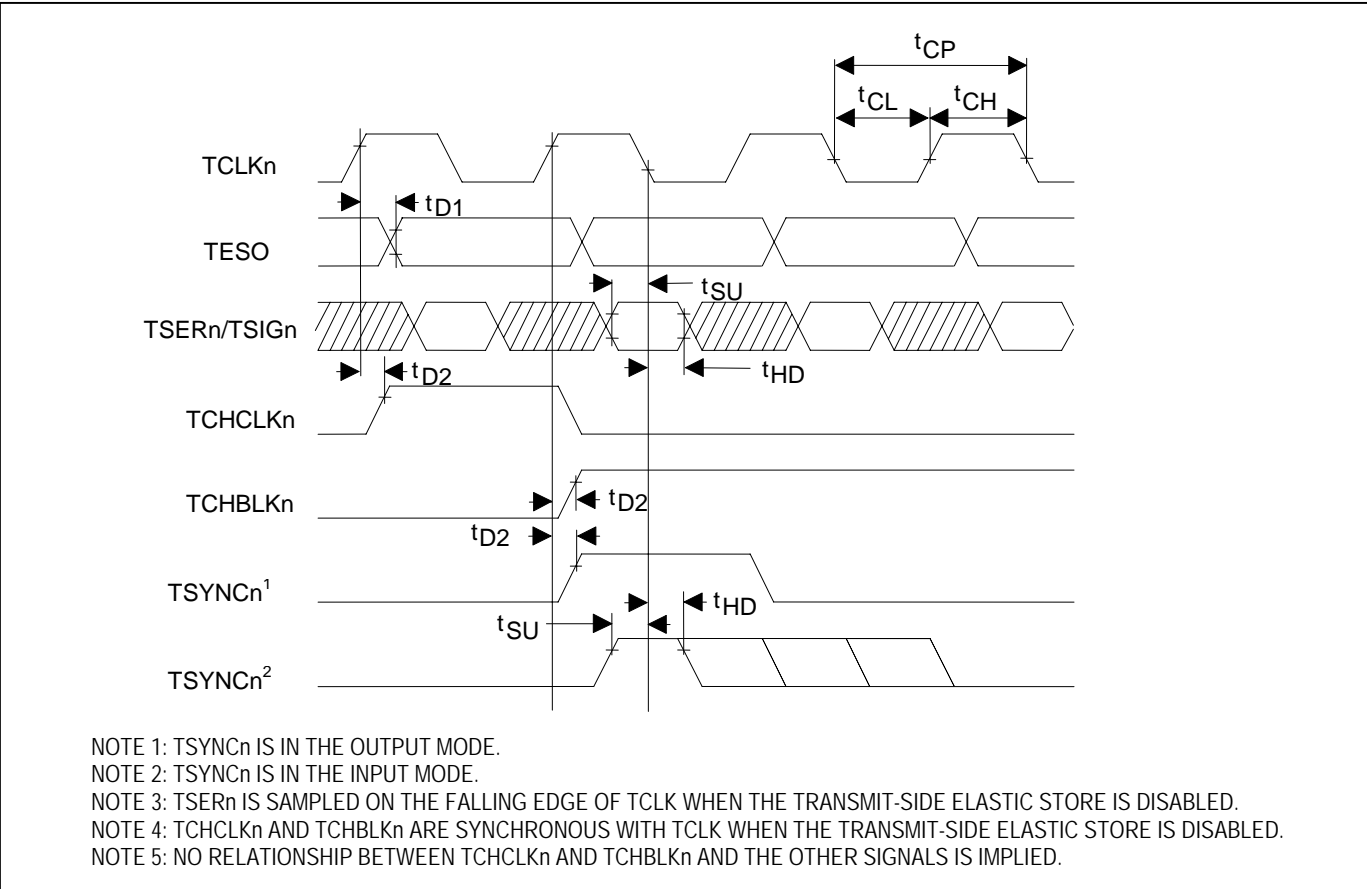 tCP
tCL tCH
TCLKn
tD1
TESO
tSU
TSERn/TSIGn
tD2 tHD
TCHCLKn
TCHBLKn tD2
tD2
TSYNCn1
tHD
tSU
TSYNCn2
NOTE 1: TSYNCn IS IN THE OUTPUT MODE.
NOTE 2: TSYNCn IS IN THE INPUT MODE.
NOTE 3: TSERn IS SAMPLED ON THE FALLING EDGE OF TCLK WHEN THE TRANSMIT-SIDE ELASTIC STORE IS DISABLED.
NOTE 4: TCHCLKn AND TCHBLKn ARE SYNCHRONOUS WITH TCLK WHEN THE TRANSMIT-SIDE ELASTIC STORE IS DISABLED.
NOTE 5: NO RELATIONSHIP BETWEEN TCHCLKn AND TCHBLKn AND THE OTHER SIGNALS IS IMPLIED.